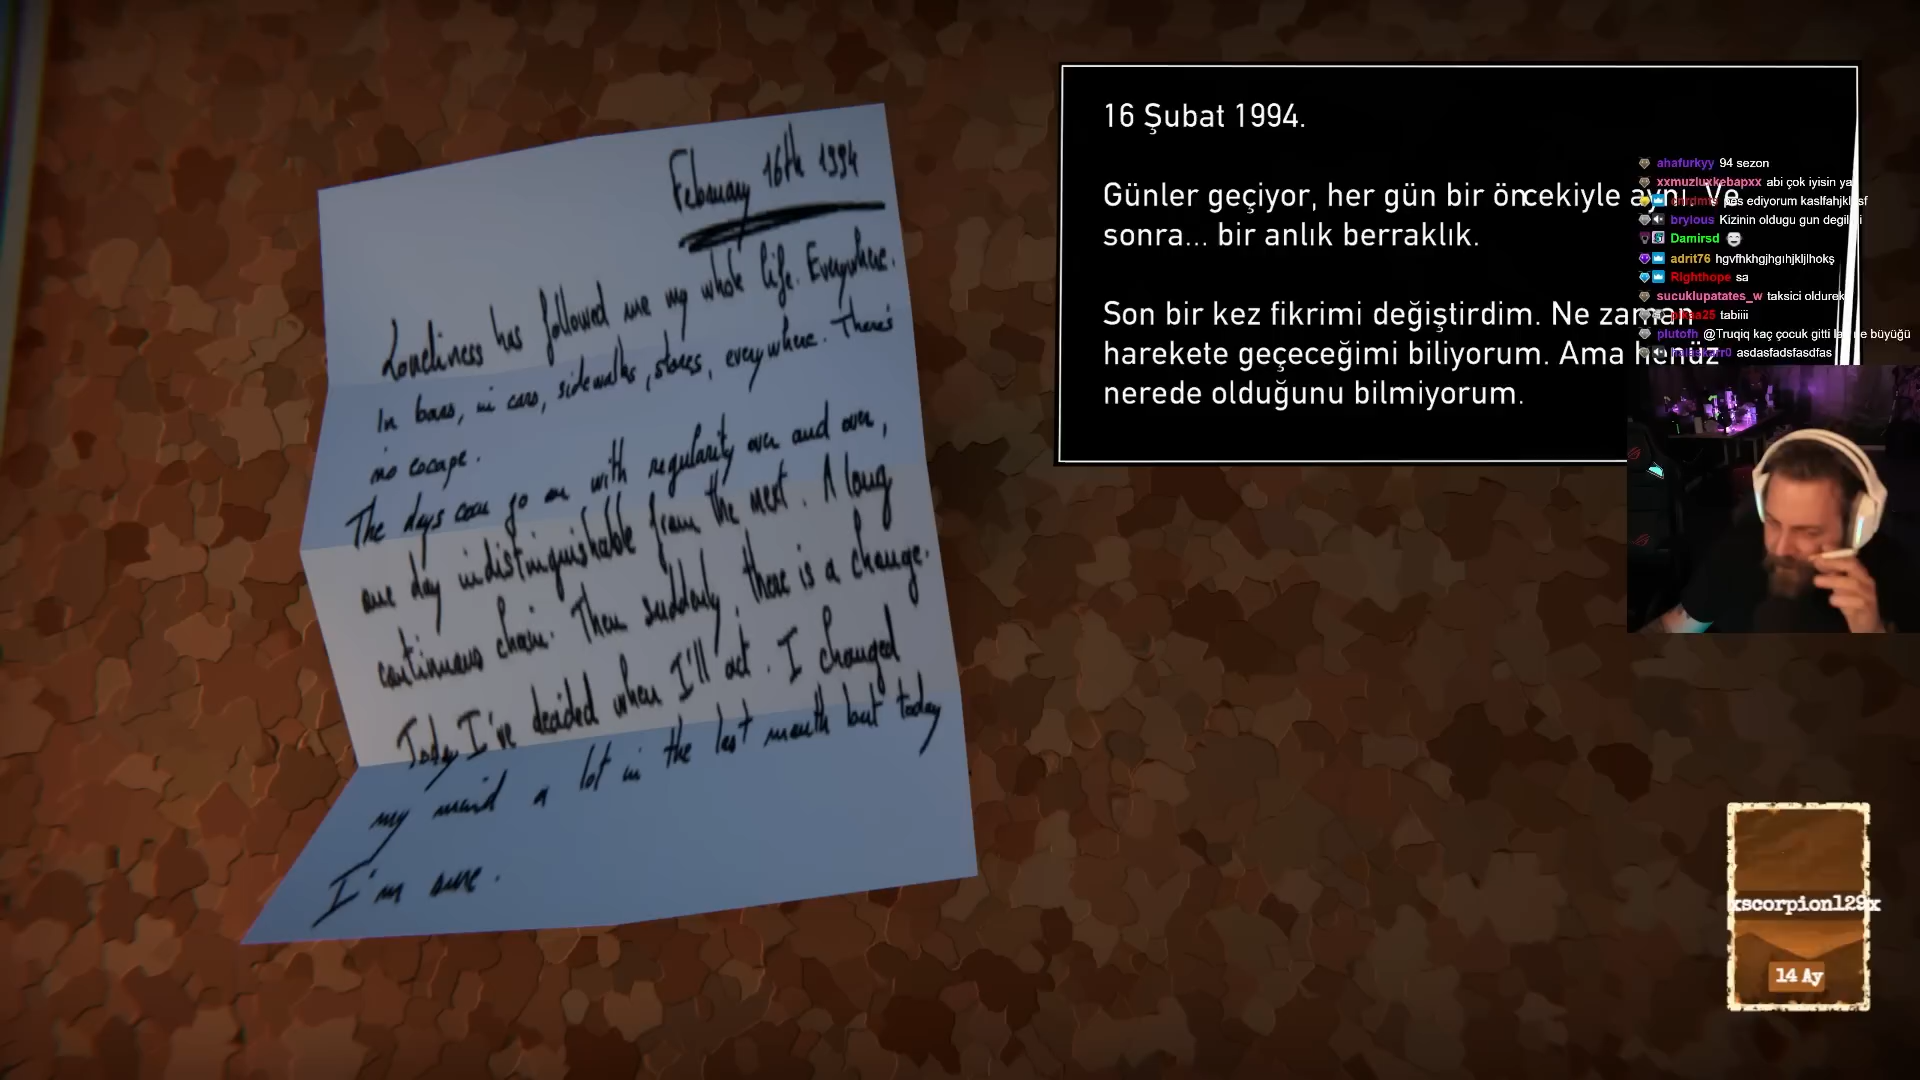 February 16th 1994
Loneliness has followed me my whole life. Everywhere.
In bars, in cars, sidewalks, stores, everywhere. There's
no escape.
The days can go on with regularity over and over,
one day indistinguishable from the next. A long
continuous chain. Then suddenly, there is a change.
Today I've decided when I'll act. I changed
my mind a lot in the last month but today
I'm sure.
16 Şubat 1994.
Günler geçiyor, her gün bir öncekiyle aynı. Ve
sonra... bir anlık berraklık.
Son bir kez fikrimi değiştirdim. Ne zaman
harekete geçeceğimi biliyorum. Ama henüz
nerede olduğunu bilmiyorum.
ahafurkyy 94 sezon
xxmuzluxkebapxx abi çok iyisin ya
pes ediyorum
brylous Kizinin oldugu gun degil
Damirsd
adrit76 hgvfhkhgjhgıhjkljlhokş
Righthope sa
sucuklupatates_w taksici oldurek
tabiiii
plutofh @Truqiq kaç çocuk gitti ne büyüğü
asdasfadsfasdfas
xscorpion129x
14 Ay